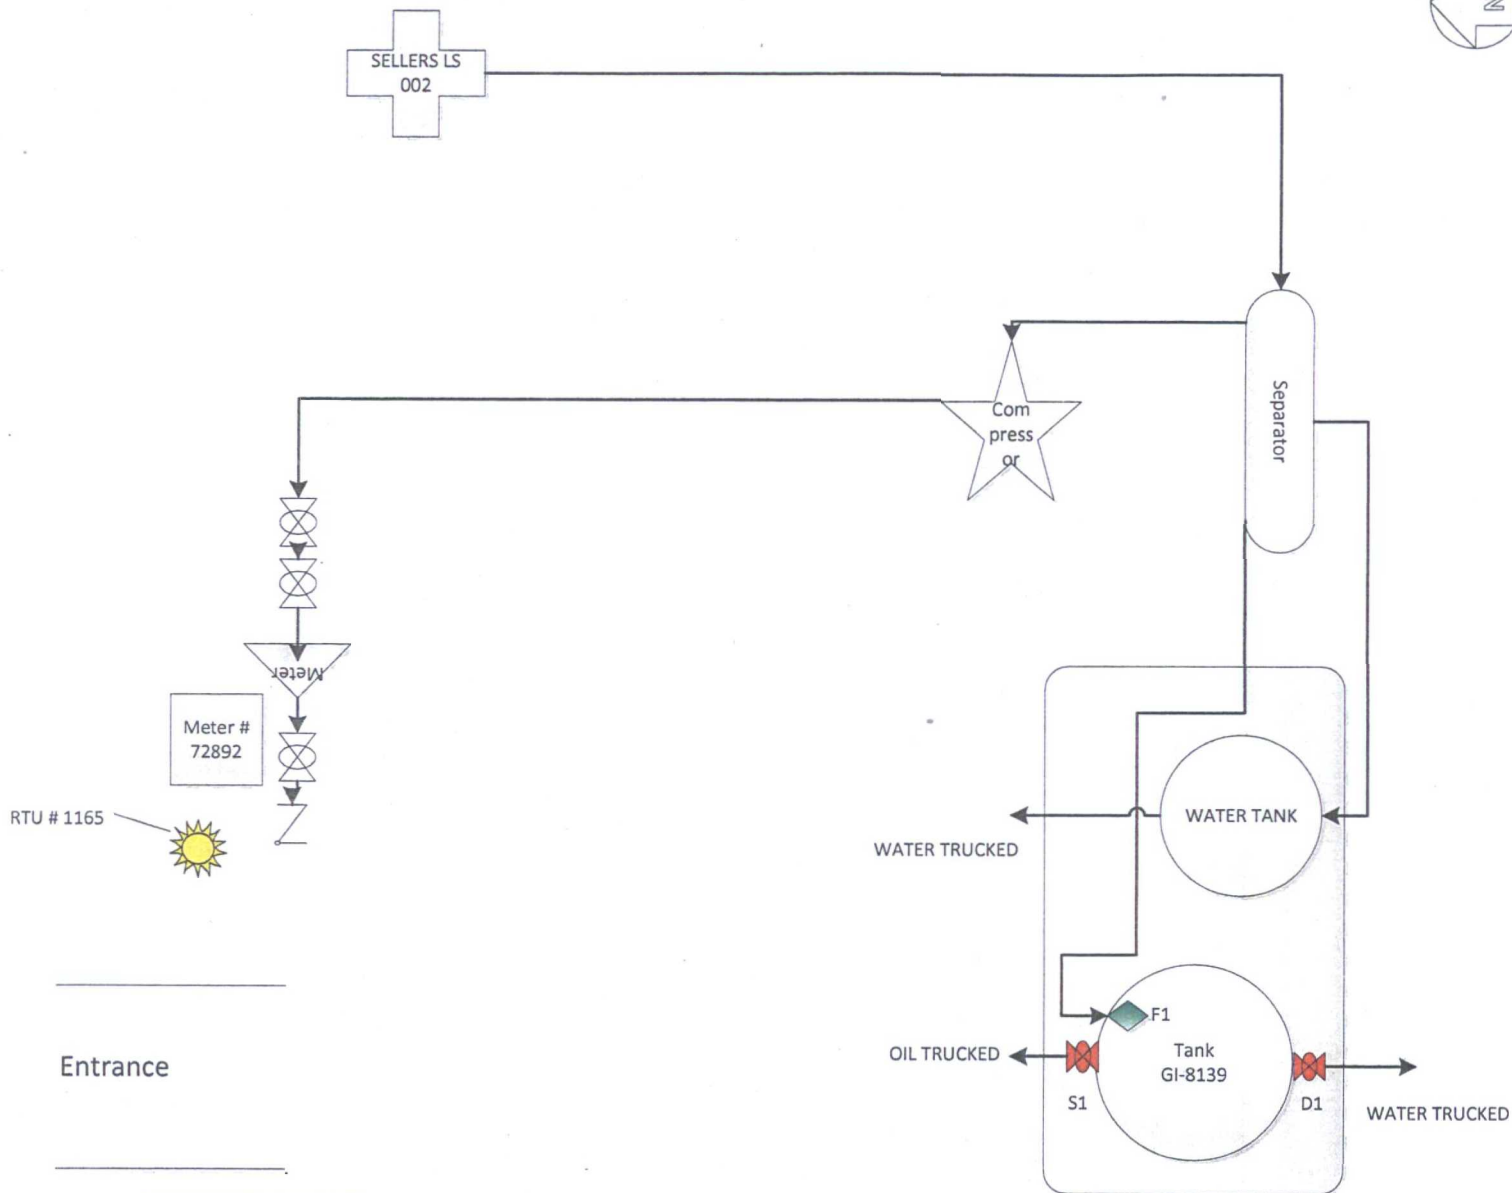 N
SELLERS LS
002
Separator
Com
press
or
Meter
Meter #
72892
RTU # 1165
WATER TANK
WATER TRUCKED
F1
OIL TRUCKED
Tank
GI-8139
S1
D1
WATER TRUCKED
Entrance